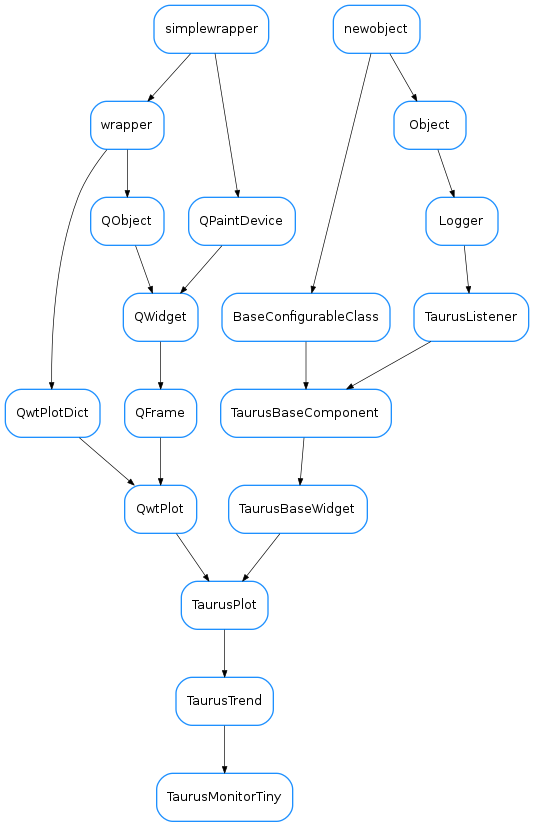 simplewrapper
newobject
wrapper
Object
QObject
QPaintDevice
Logger
QWidget
BaseConfigurableClass
TaurusListener
QwtPlotDict
QFrame
TaurusBaseComponent
QwtPlot
TaurusBaseWidget
TaurusPlot
TaurusTrend
TaurusMonitorTiny